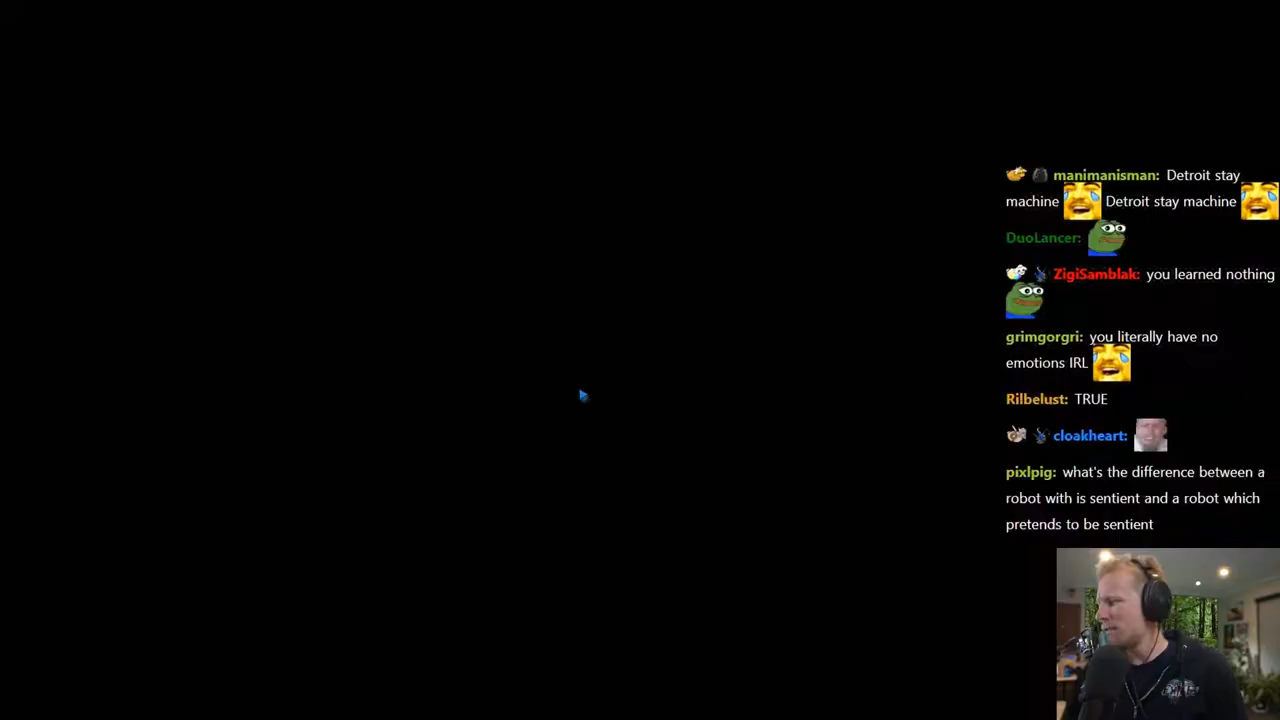 manimanisman: Detroit stay
machine Detroit stay machine
DuoLancer:
ZigiSamblak: you learned nothing
grimgorgri: you literally have no
emotions IRL
Rilbelust: TRUE
cloakheart:
pixlpig: what's the difference between a
robot with is sentient and a robot which
pretends to be sentient